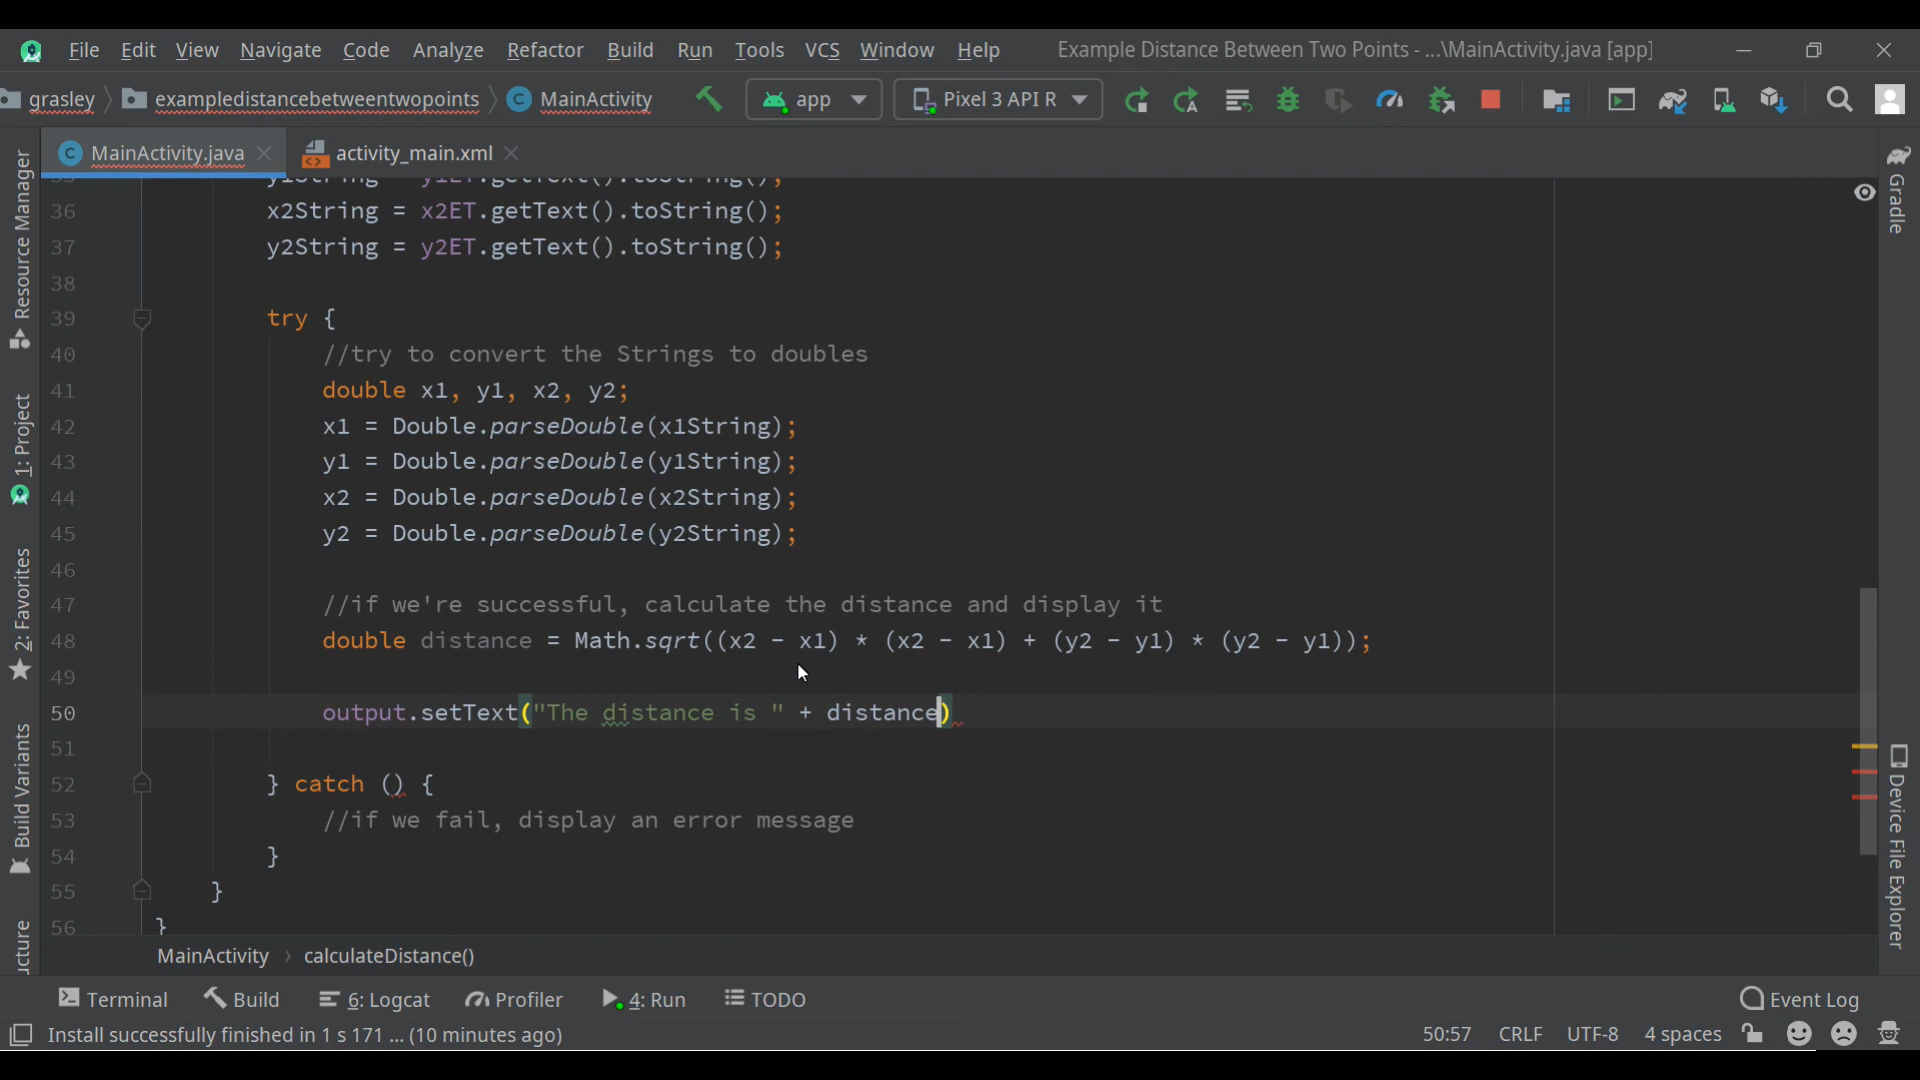 File Edit View Navigate Code Analyze Refactor Build Run Tools VCS Window Help Example Distance Between Two Points - ...\MainActivity.java [app]
grasley exampledistancebetweentwopoints MainActivity app Pixel 3 API R
MainActivity.java activity_main.xml
y1String = y1ET.getText().toString();
36 x2String = x2ET.getText().toString();
37 y2String = y2ET.getText().toString();
38
39 try {
40 //try to convert the Strings to doubles
41 double x1, y1, x2, y2;
42 x1 = Double.parseDouble(x1String);
43 y1 = Double.parseDouble(y1String);
44 x2 = Double.parseDouble(x2String);
45 y2 = Double.parseDouble(y2String);
46
47 //if we're successful, calculate the distance and display it
48 double distance = Math.sqrt((x2 - x1) * (x2 - x1) + (y2 - y1) * (y2 - y1));
49
50 output.setText("The distance is " + distance)
51
52 } catch () {
53 //if we fail, display an error message
54 }
55 }
56 }
MainActivity › calculateDistance()
Terminal Build 6: Logcat Profiler 4: Run TODO Event Log
Install successfully finished in 1 s 171 ... (10 minutes ago) 50:57 CRLF UTF-8 4 spaces
Resource Manager
1: Project
2: Favorites
Build Variants
ucture
Gradle
Device File Explorer